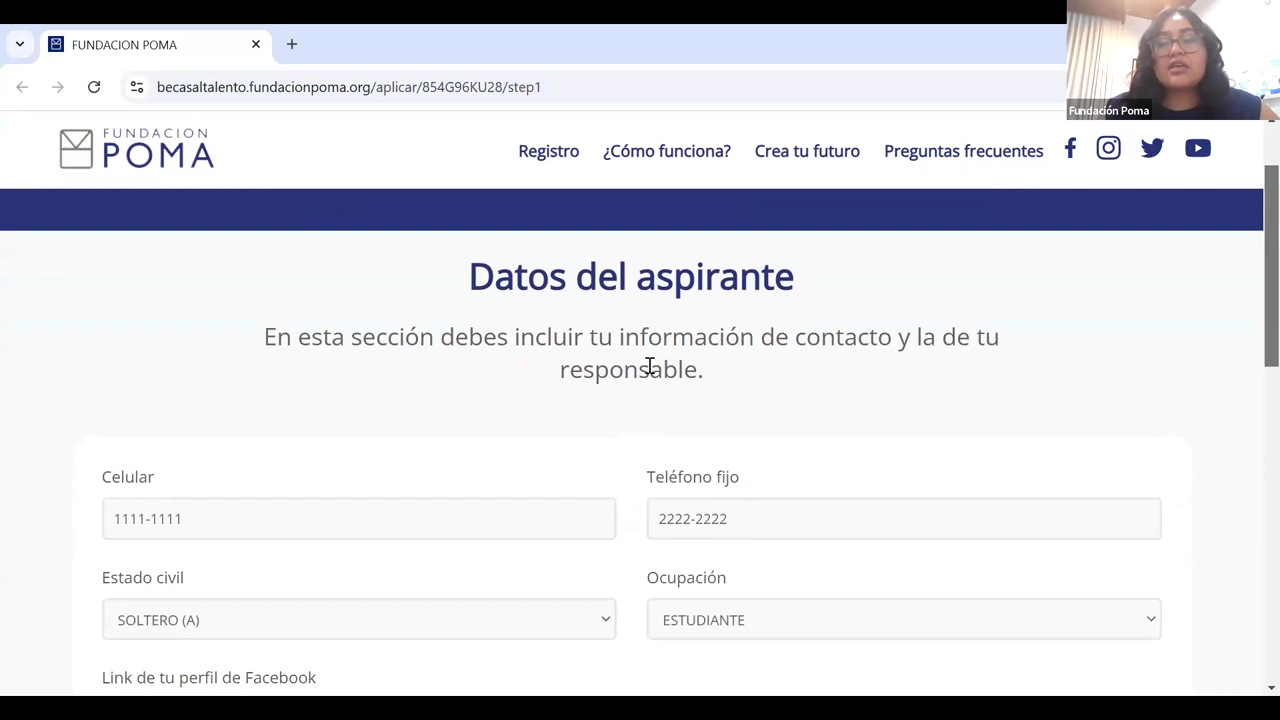 FUNDACION POMA
becasaltalento.fundacionpoma.org/aplicar/854G96KU28/step1
Fundación Poma
FUNDACION
POMA
Registro
¿Cómo funciona?
Crea tu futuro
Preguntas frecuentes
Datos del aspirante
En esta sección debes incluir tu información de contacto y la de tu
responsable.
Celular
Teléfono fijo
1111-1111
2222-2222
Estado civil
Ocupación
SOLTERO (A)
ESTUDIANTE
Link de tu perfil de Facebook